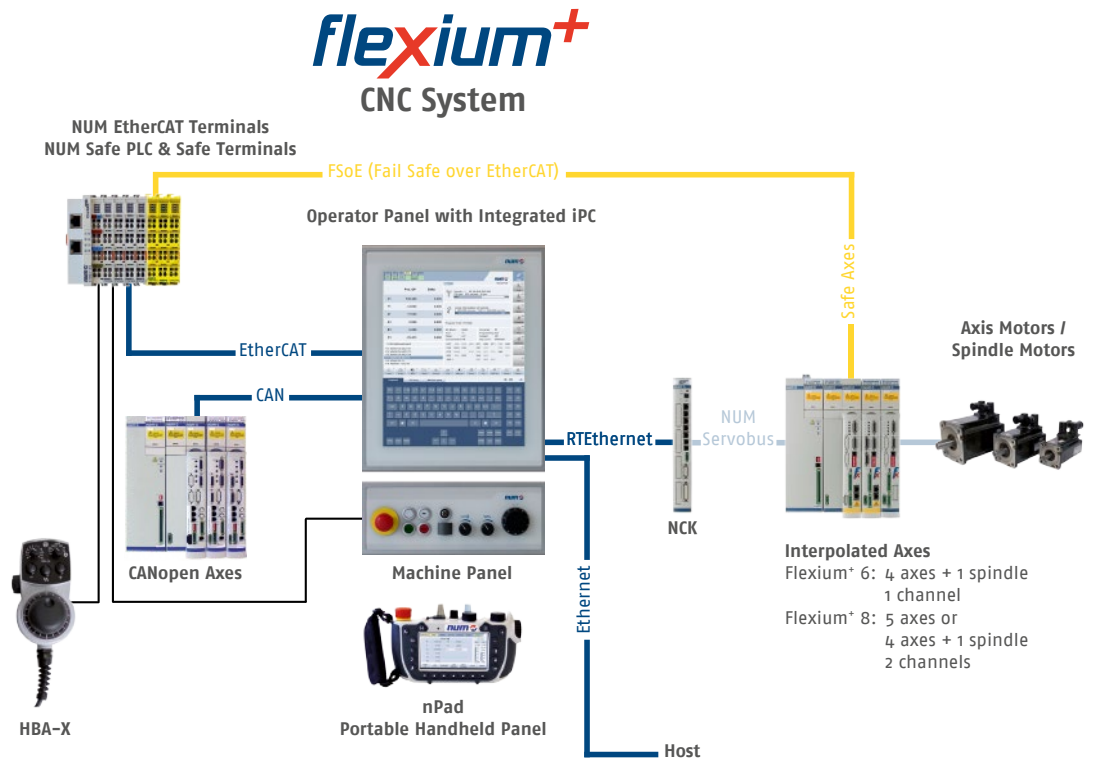 flexium+
CNC System
NUM EtherCAT Terminals
NUM Safe PLC & Safe Terminals
FSoE (Fail Safe over EtherCAT)
Operator Panel with Integrated iPC
num
Safe Axes
Axis Motors /
Spindle Motors
EtherCAT
CAN
NUM
Servobus
RTEthernet
num
NCK
CANopen Axes
Machine Panel
Interpolated Axes
Flexium⁺ 6: 4 axes + 1 spindle
1 channel
Flexium⁺ 8: 5 axes or
4 axes + 1 spindle
2 channels
Ethernet
num
HBA-X
nPad
Portable Handheld Panel
Host